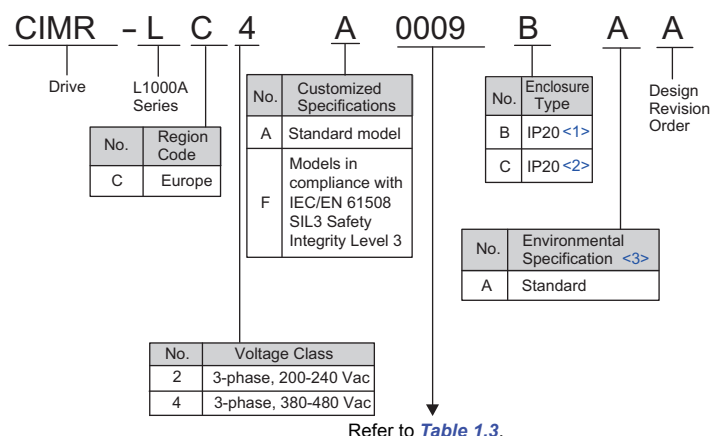 CIMR - L C 4 A 0009 B A A
Drive
L1000A
Series
Design
Revision
Order
No. Region
Code
C Europe
No. Customized
Specifications
A Standard model
F Models in
compliance with
IEC/EN 61508
SIL3 Safety
Integrity Level 3
No. Enclosure
Type
B IP20 <1>
C IP20 <2>
No. Environmental
Specification <3>
A Standard
No. Voltage Class
2 3-phase, 200-240 Vac
4 3-phase, 380-480 Vac
Refer to Table 1.3.